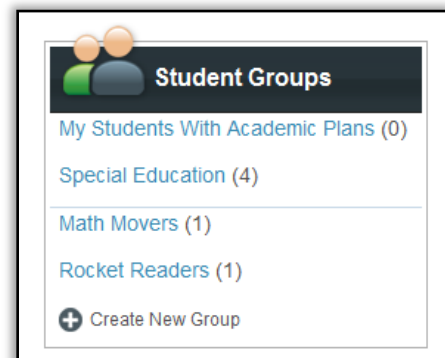 Student Groups
My Students With Academic Plans (0)
Special Education (4)
Math Movers (1)
Rocket Readers (1)
Create New Group